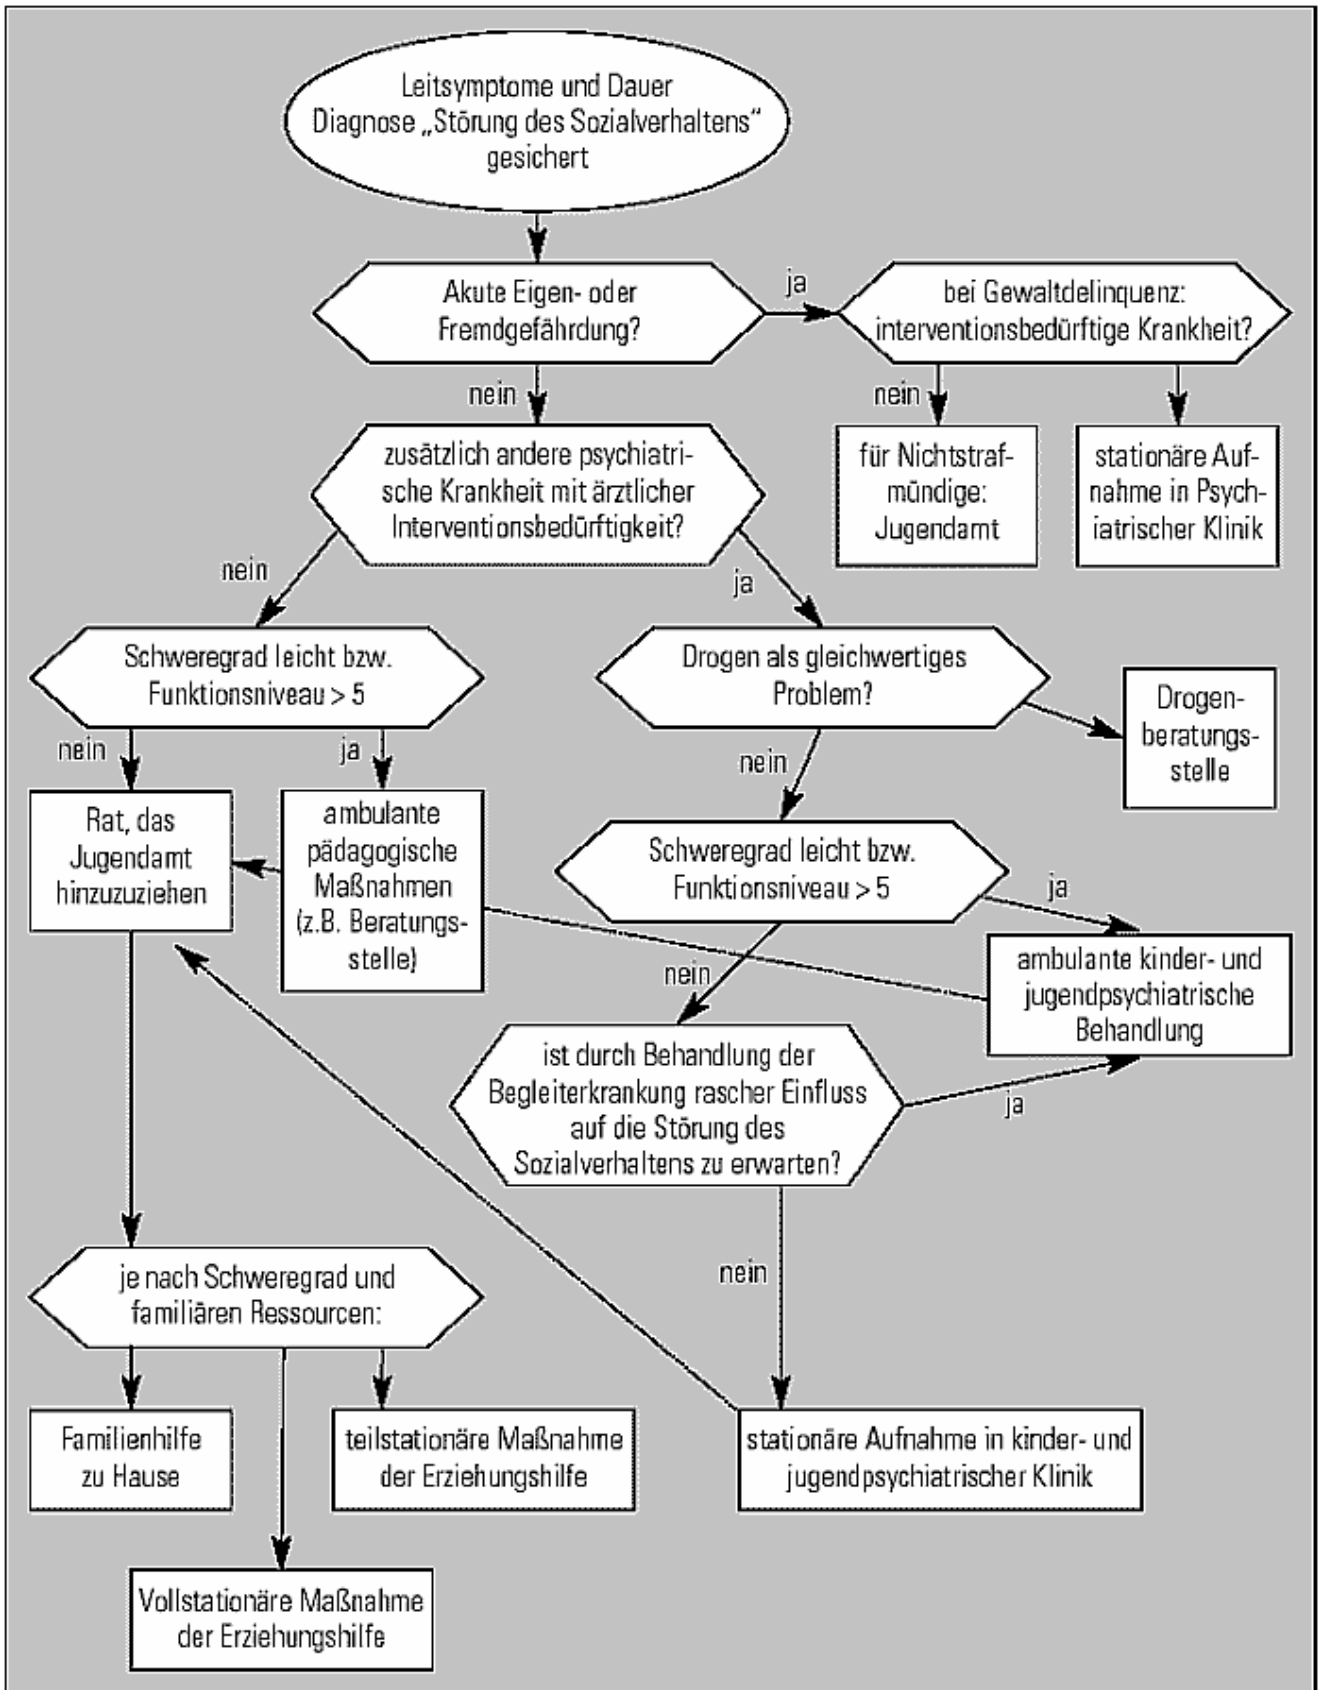 Leitsymptome und Dauer
Diagnose „Störung des Sozialverhaltens“
gesichert
Akute Eigen- oder
Fremdgefährdung?
ja
bei Gewaltdelinquenz:
interventionsbedürftige Krankheit?
nein
nein
zusätzlich andere psychiatri-
sche Krankheit mit ärztlicher
Interventionsbedürftigkeit?
für Nichtstraf-
mündige:
Jugendamt
stationäre Auf-
nahme in Psych-
iatrischer Klinik
nein
ja
Schweregrad leicht bzw.
Funktionsniveau > 5
Drogen als gleichwertiges
Problem?
Drogen-
beratungs-
stelle
nein
ja
nein
Rat, das
Jugendamt
hinzuzuziehen
ambulante
pädagogische
Maßnahmen
(z.B. Beratungs-
stelle)
Schweregrad leicht bzw.
Funktionsniveau > 5
ja
nein
ambulante kinder- und
jugendpsychiatrische
Behandlung
ist durch Behandlung der
Begleiterkrankung rascher Einfluss
auf die Störung des
Sozialverhaltens zu erwarten?
ja
nein
je nach Schweregrad und
familiären Ressourcen:
Familienhilfe
zu Hause
teilstationäre Maßnahme
der Erziehungshilfe
stationäre Aufnahme in kinder- und
jugendpsychiatrischer Klinik
Vollstationäre Maßnahme
der Erziehungshilfe